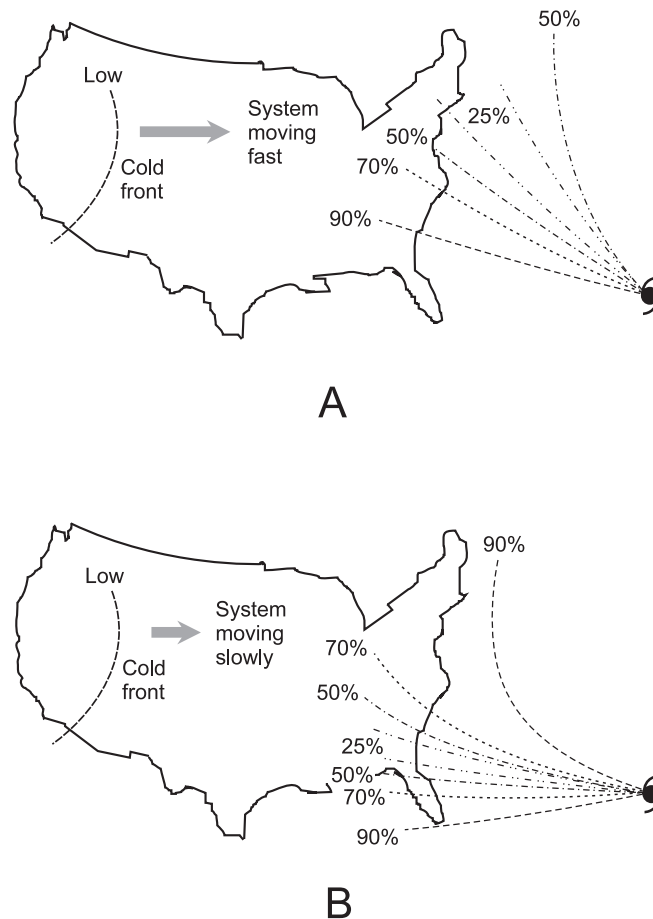 50%
Low
System
moving
fast
25%
50%
Cold
front
70%
90%
A
90%
Low
System
moving
slowly
70%
Cold
front
50%
25%
50%
70%
90%
B